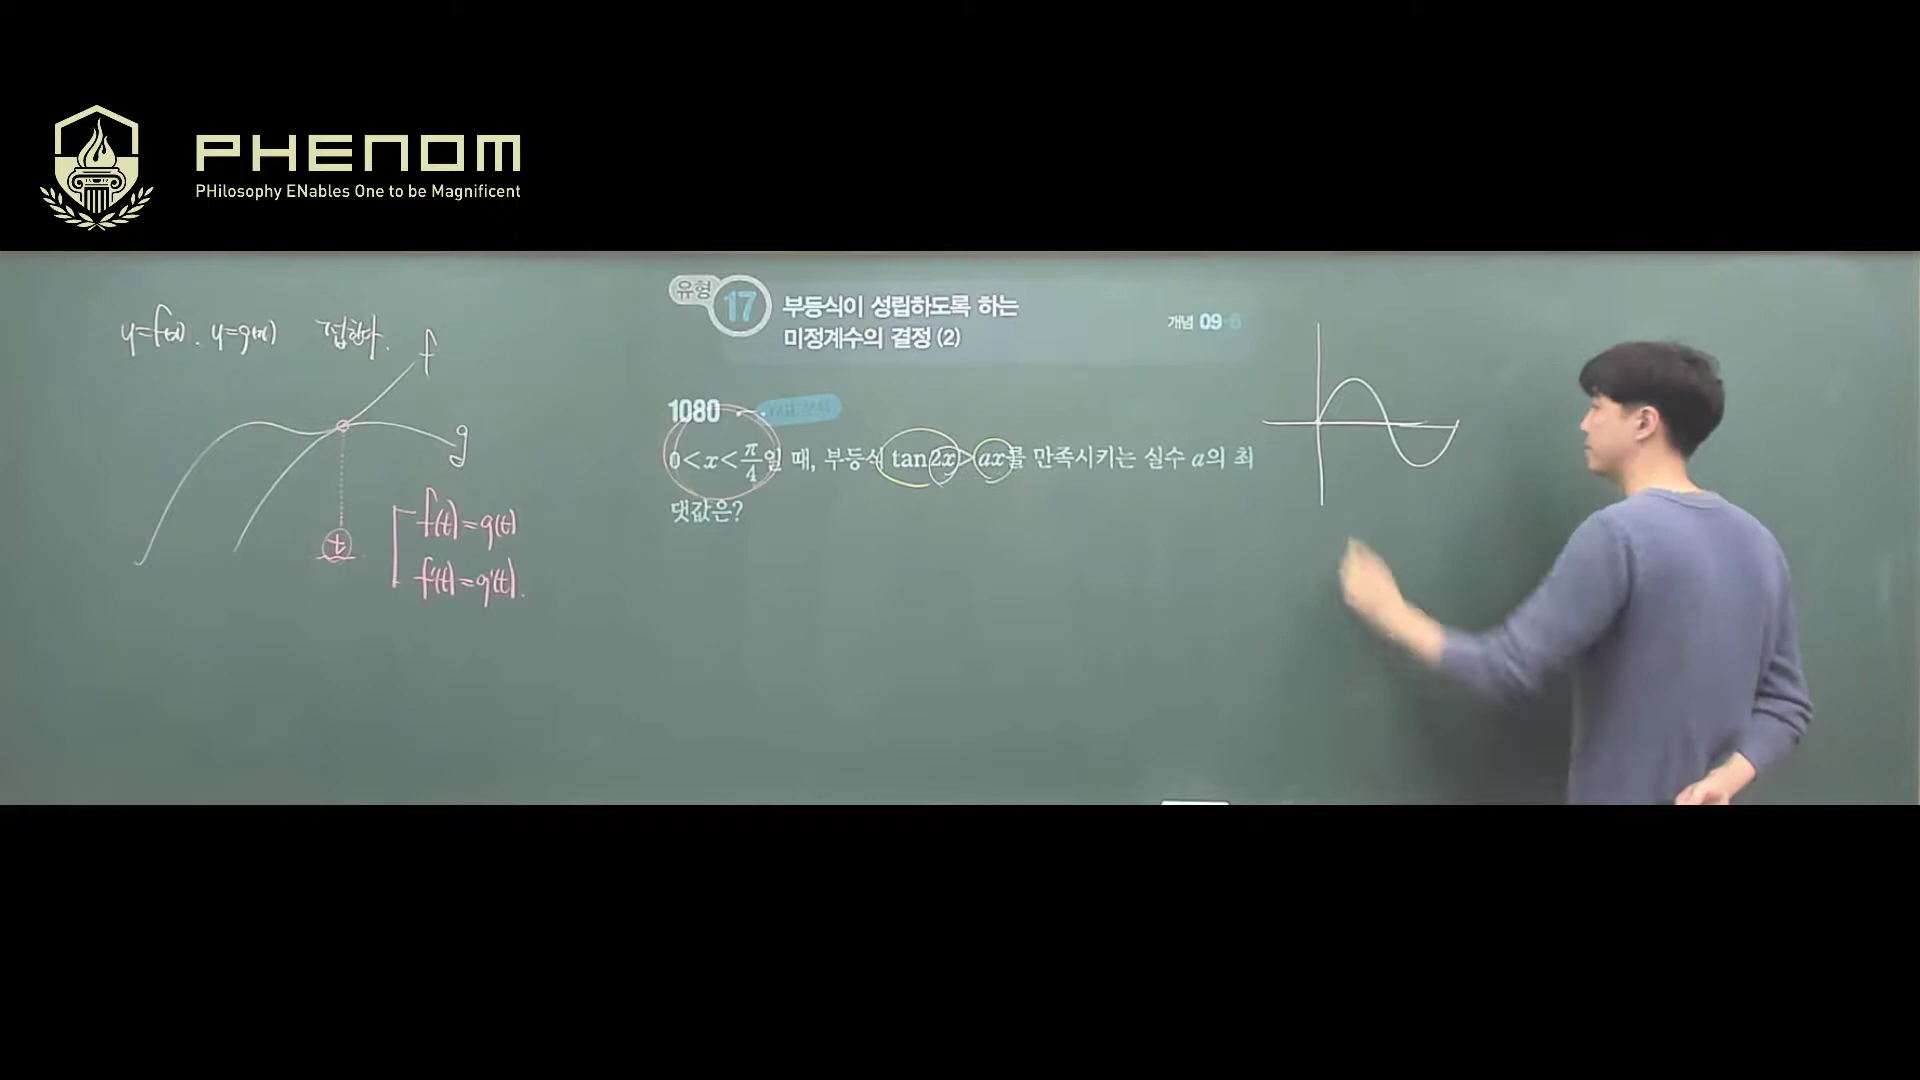 PHENOM
PHilosophy ENables One to be Magnificent
y=f(x). y=g(x) 접한다.
f
g
t
f(t)=g(t)
f'(t)=g'(t).
유형 17 부등식이 성립하도록 하는
미정계수의 결정 (2)
개념 09-6
1080
0<x<π/4일 때, 부등식 tan2x>ax를 만족시키는 실수 a의 최
댓값은?